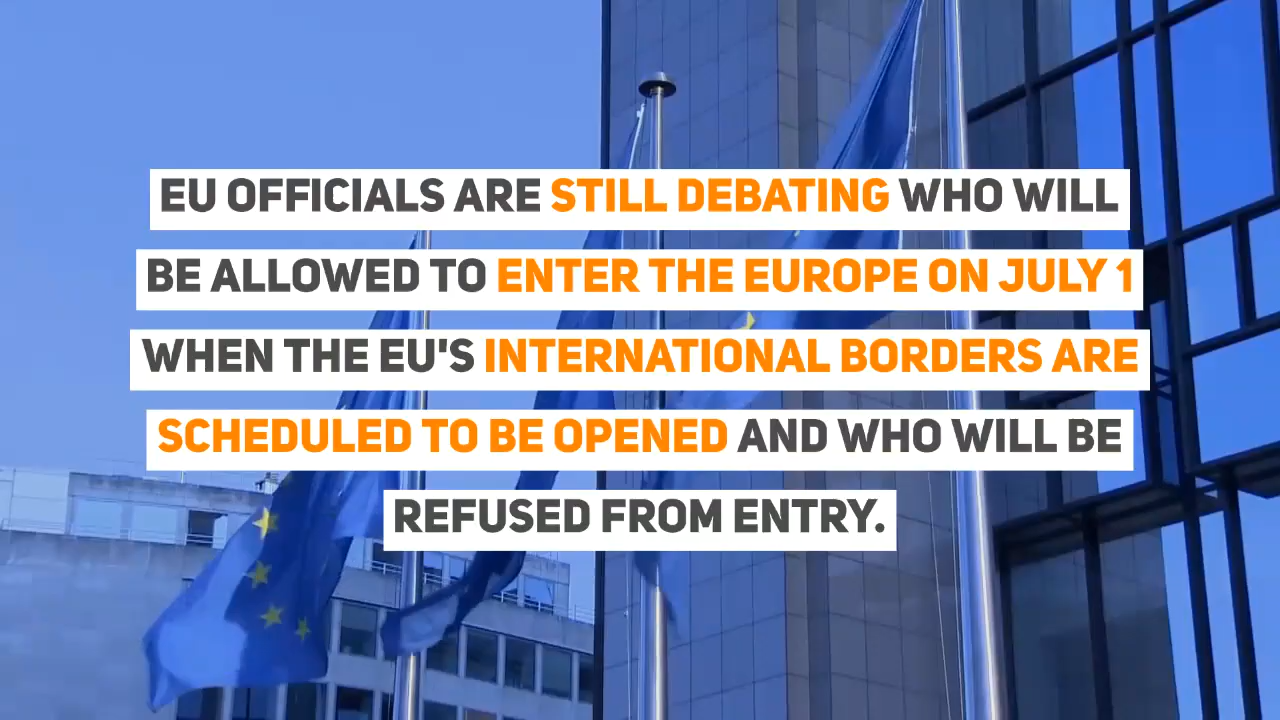 EU OFFICIALS ARE STILL DEBATING WHO WILL
BE ALLOWED TO ENTER THE EUROPE ON JULY 1
WHEN THE EU'S INTERNATIONAL BORDERS ARE
SCHEDULED TO BE OPENED AND WHO WILL BE
REFUSED FROM ENTRY.